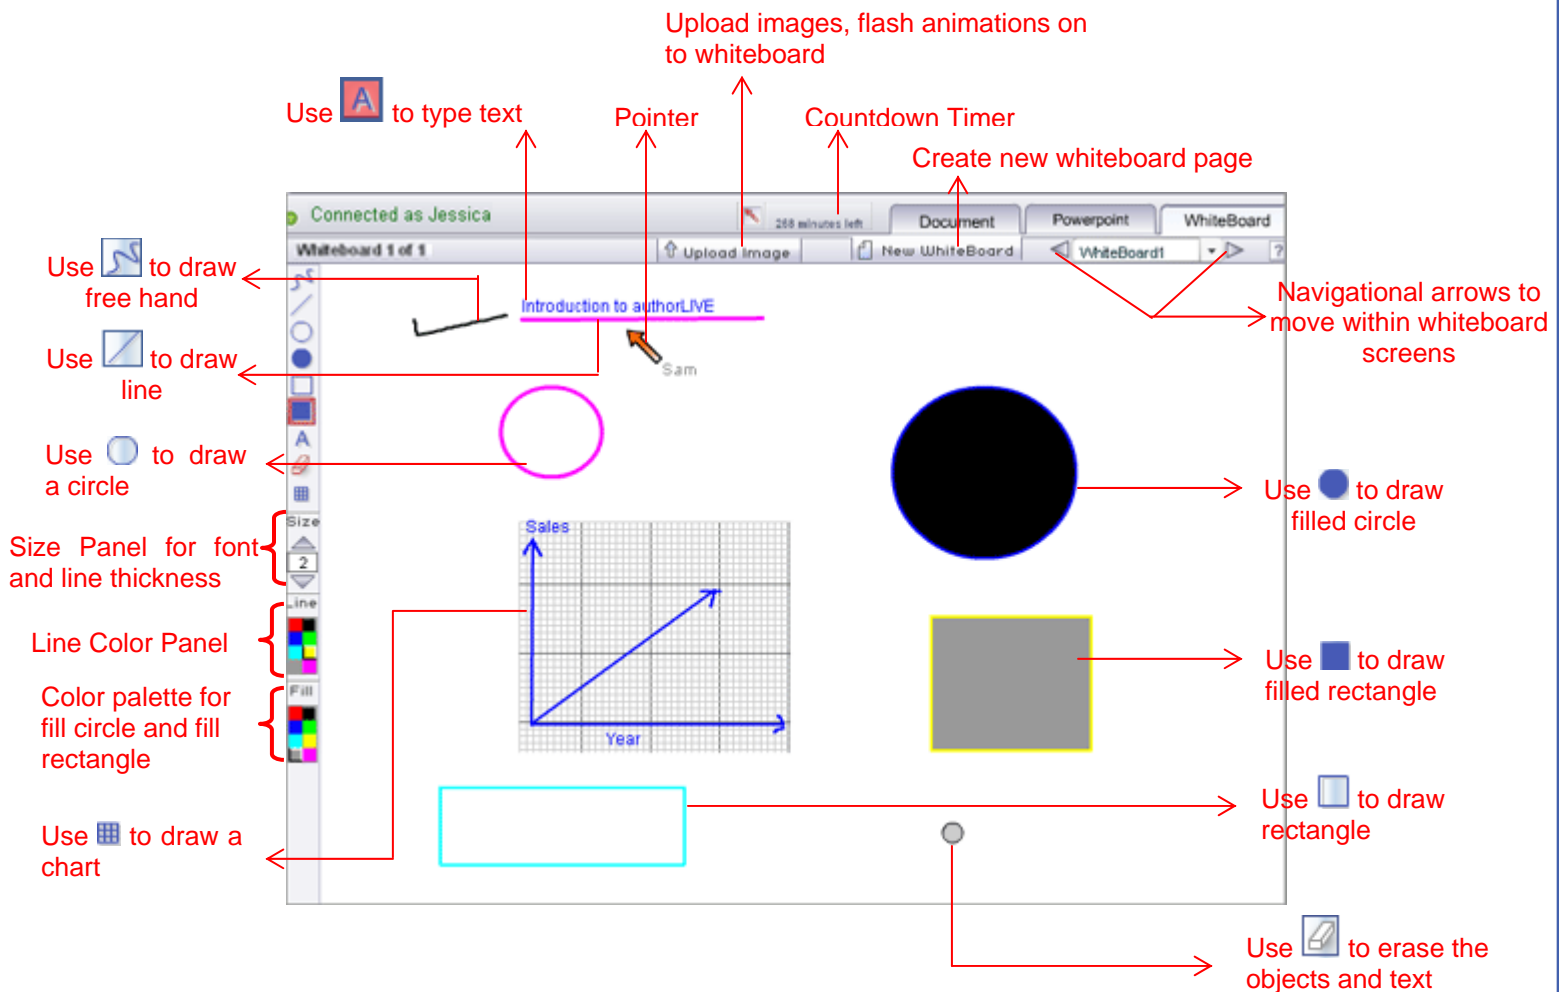 Upload images, flash animations on
to whiteboard
Use A to type text
Pointer
Countdown Timer
Create new whiteboard page
Connected as Jessica
268 minutes left
Document
Powerpoint
WhiteBoard
Whiteboard 1 of 1
Upload Image
New WhiteBoard
WhiteBoard1
?
Use to draw
free hand
Introduction to authorLIVE
Navigational arrows to
move within whiteboard
screens
Use to draw
line
Sam
A
Use to draw
a circle
Use to draw
filled circle
Size
2
Size Panel for font
and line thickness
Sales
Year
Line
Line Color Panel
Use to draw
filled rectangle
Fill
Color palette for
fill circle and fill
rectangle
Use to draw
rectangle
Use to draw a
chart
Use to erase the
objects and text